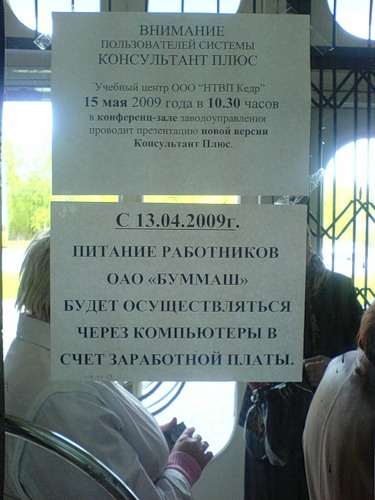 ВНИМАНИЕ
ПОЛЬЗОВАТЕЛЕЙ СИСТЕМЫ
КОНСУЛЬТАНТ ПЛЮС
Учебный центр ООО "НТВП Кедр"
15 мая 2009 года в 10.30 часов
в конференц-зале заводоуправления
проводит презентацию новой версии
Консультант Плюс.
С 13.04.2009г.
ПИТАНИЕ РАБОТНИКОВ
ОАО «БУММАШ»
БУДЕТ ОСУЩЕСТВЛЯТЬСЯ
ЧЕРЕЗ КОМПЬЮТЕРЫ В
СЧЕТ ЗАРАБОТНОЙ ПЛАТЫ.